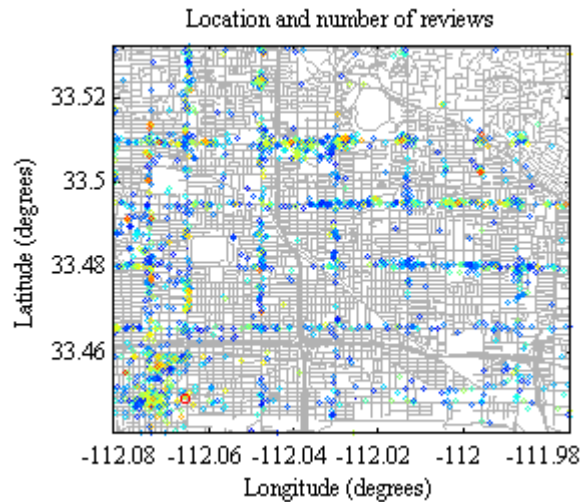 Location and number of reviews
33.52
33.5
33.48
33.46
Latitude (degrees)
-112.08 -112.06 -112.04 -112.02 -112 -111.98
Longitude (degrees)